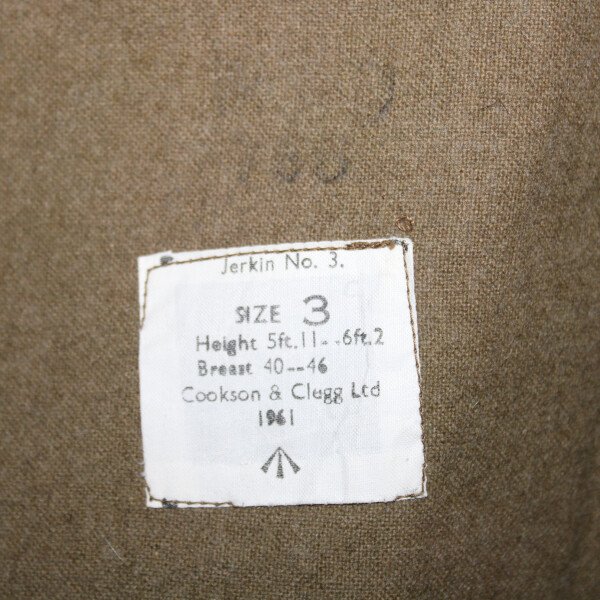 Jerkin No. 3.
SIZE 3
Height 5ft.11--6ft.2
Breast 40--46
Cookson & Clegg Ltd
1961